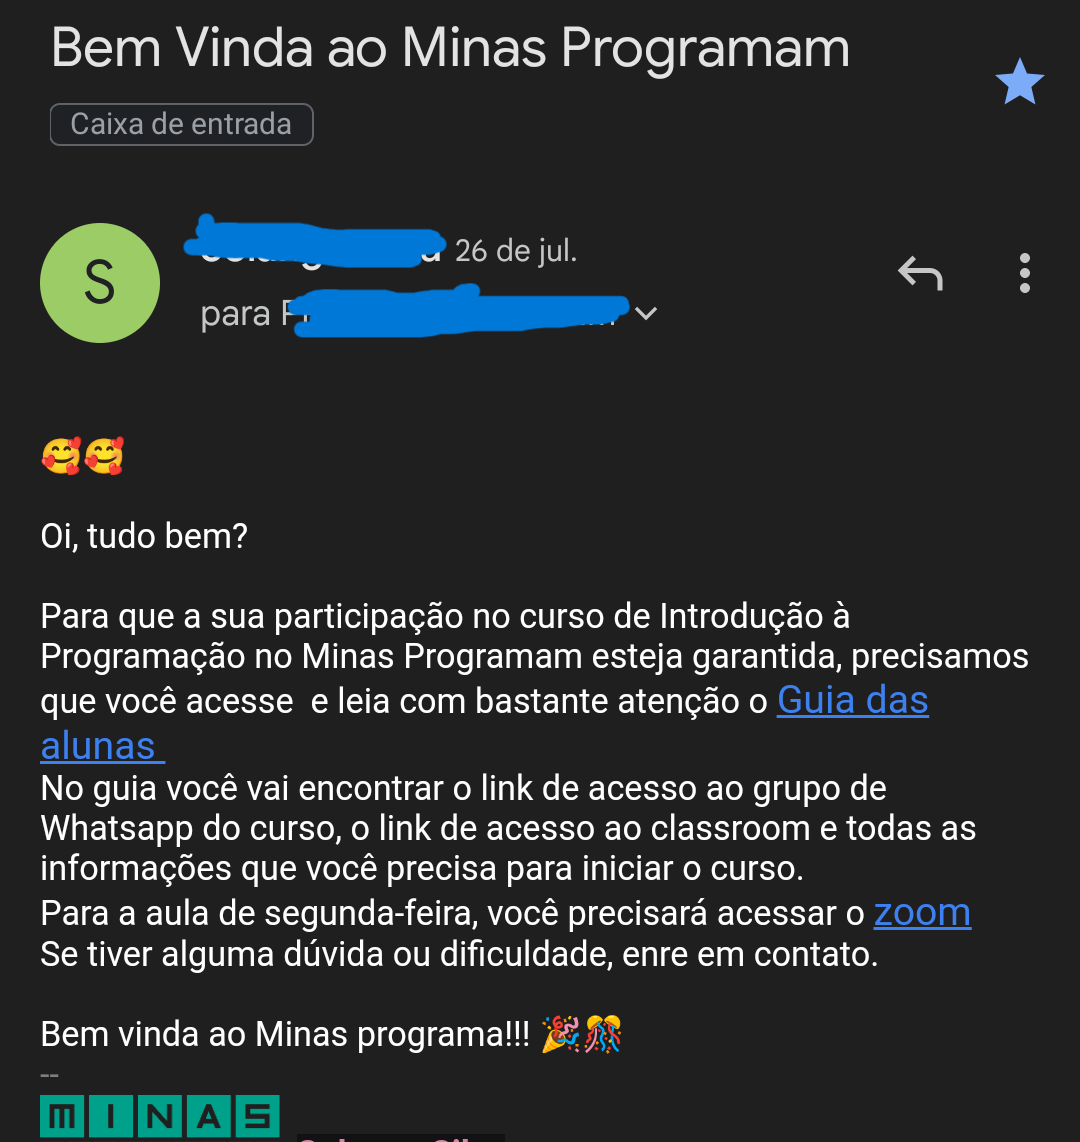 Bem Vinda ao Minas Programam
Caixa de entrada
S
26 de jul.
para
🥰🥰
Oi, tudo bem?
Para que a sua participação no curso de Introdução à
Programação no Minas Programam esteja garantida, precisamos
que você acesse  e leia com bastante atenção o Guia das
alunas
No guia você vai encontrar o link de acesso ao grupo de
Whatsapp do curso, o link de acesso ao classroom e todas as
informações que você precisa para iniciar o curso.
Para a aula de segunda-feira, você precisará acessar o zoom
Se tiver alguma dúvida ou dificuldade, enre em contato.
Bem vinda ao Minas programa!!! 🎉🎊
--
MINAS